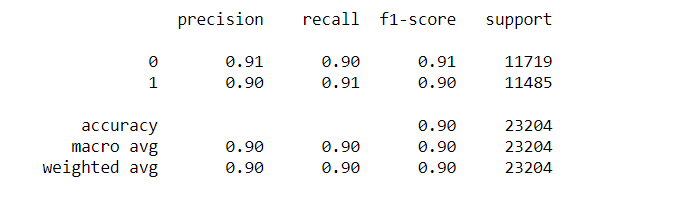 precision recall f1-score support
0 0.91 0.90 0.91 11719
1 0.90 0.91 0.90 11485
accuracy 0.90 23204
macro avg 0.90 0.90 0.90 23204
weighted avg 0.90 0.90 0.90 23204